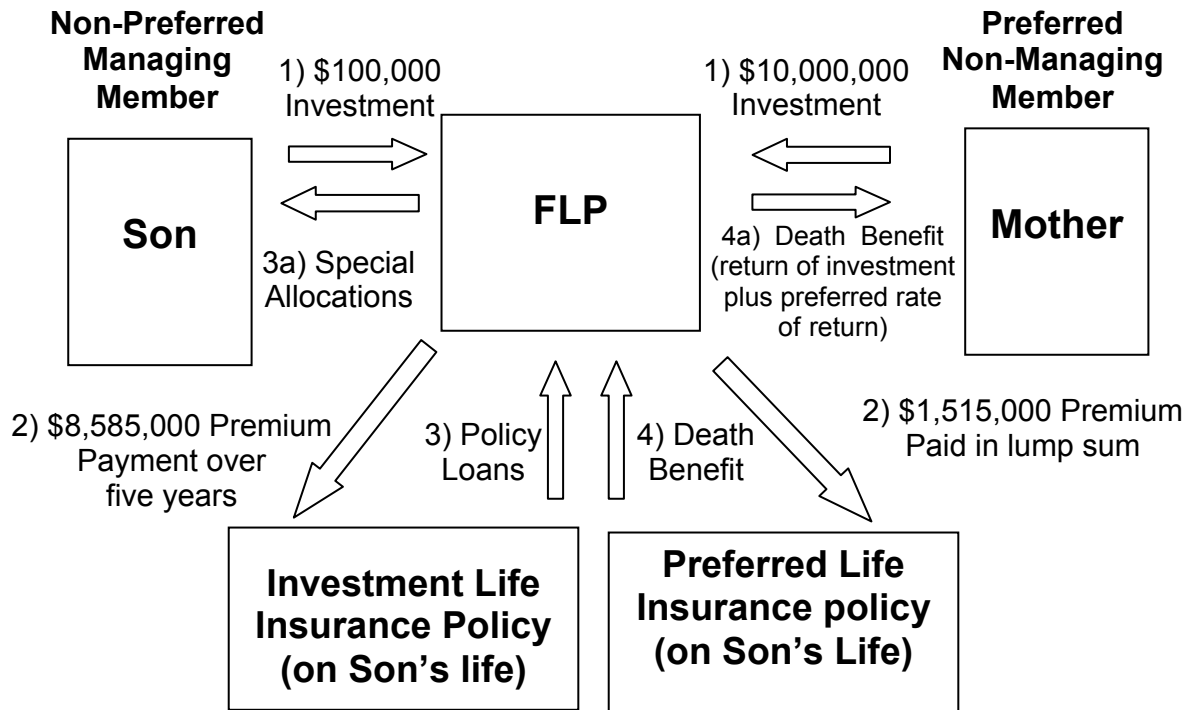 Non-Preferred
Managing
Member
1) $100,000
Investment
1) $10,000,000
Investment
Preferred
Non-Managing
Member
Son
FLP
Mother
3a) Special
Allocations
4a) Death Benefit
(return of investment
plus preferred rate
of return)
2) $8,585,000 Premium
Payment over
five years
3) Policy
Loans
4) Death
Benefit
2) $1,515,000 Premium
Paid in lump sum
Investment Life
Insurance Policy
(on Son's life)
Preferred Life
Insurance policy
(on Son's Life)